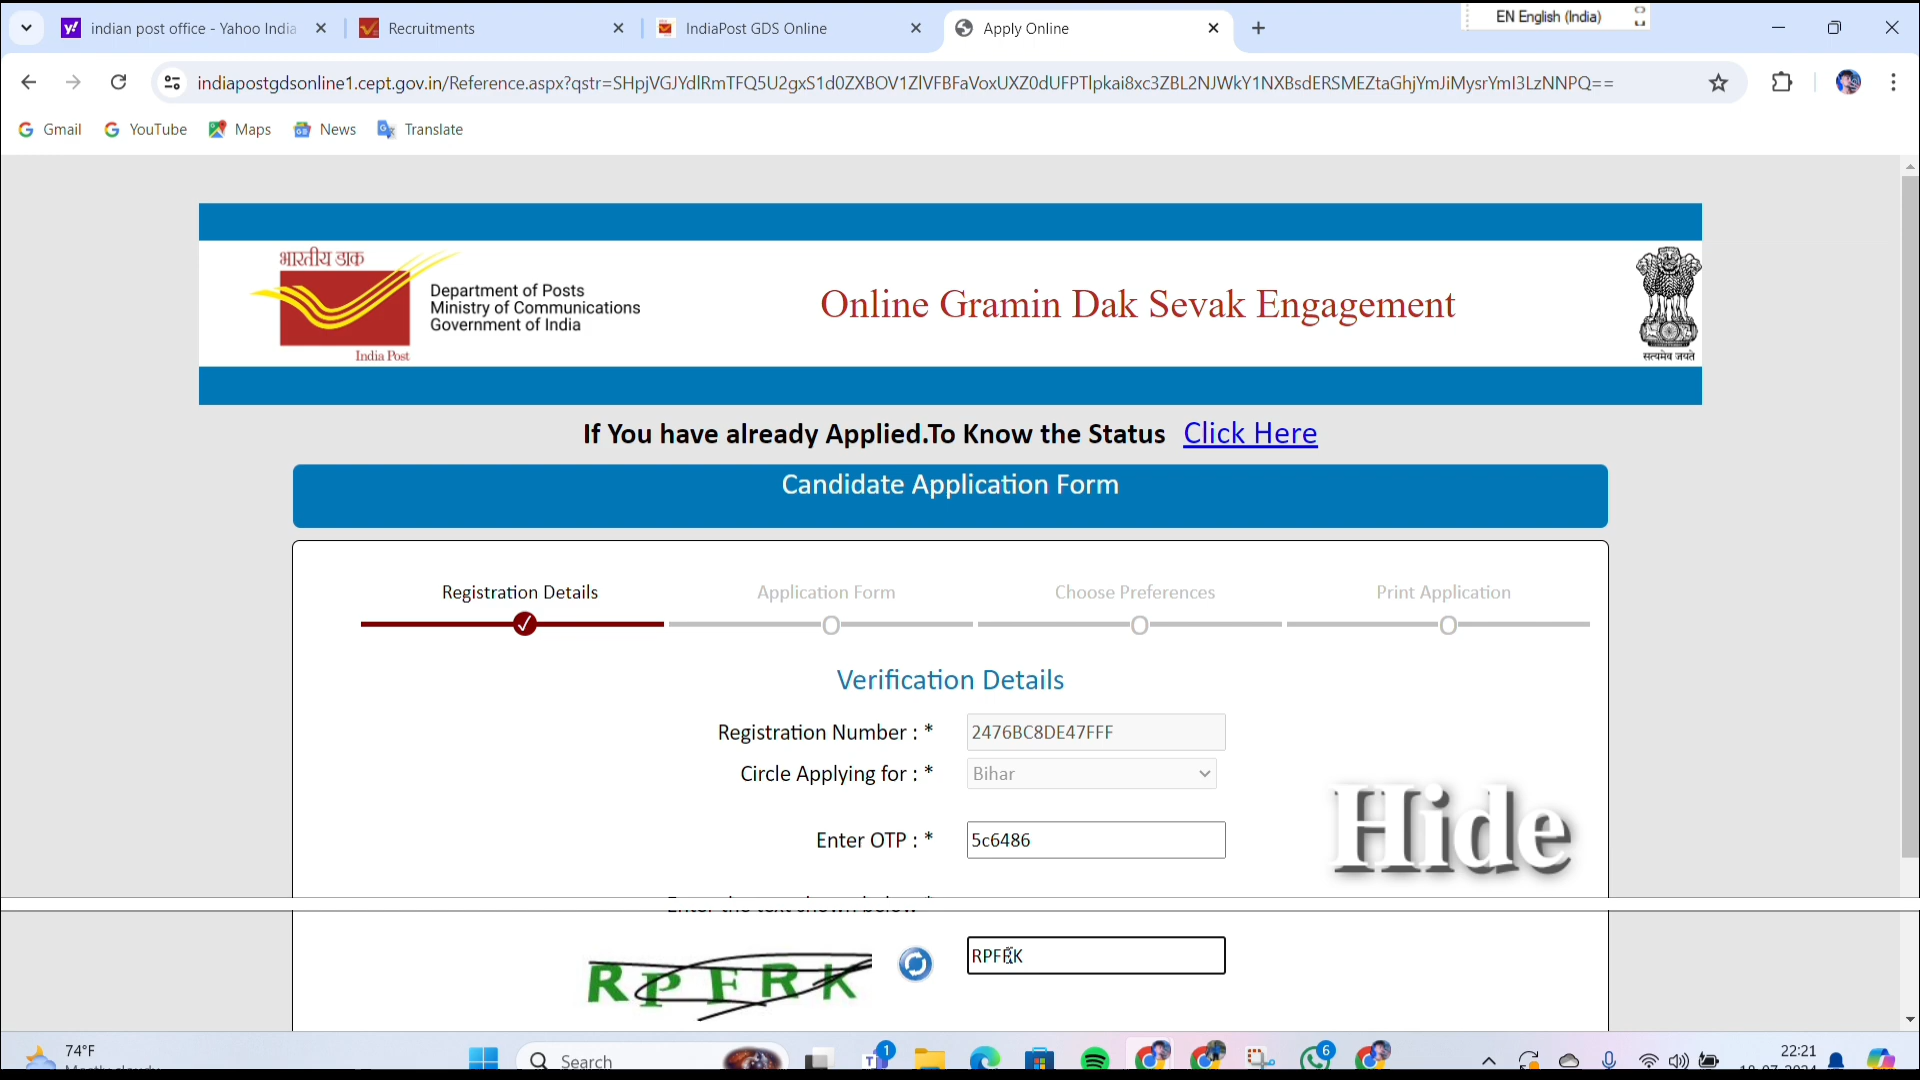 indian post office - Yahoo India
Recruitments
IndiaPost GDS Online
Apply Online
EN English (India)
indiapostgdsonline1.cept.gov.in/Reference.aspx?qstr=SHpjVGJYdlRmTFQ5U2gxS1d0ZXBOV1ZlVFBFaVoxUXZ0dUFPTlpkai8xc3ZBL2NJWkY1NXBsdERSMEZtaGhjYmJiMysrYmI3LzNNPQ==
Gmail
YouTube
Maps
News
Translate
भारतीय डाक
India Post
Department of Posts
Ministry of Communications
Government of India
Online Gramin Dak Sevak Engagement
सत्यमेव जयते
If You have already Applied.To Know the Status Click Here
Candidate Application Form
Registration Details
Application Form
Choose Preferences
Print Application
Verification Details
Registration Number : * 2476BC8DE47FFF
Circle Applying for : * Bihar
Enter OTP : * 5c6486
Hide
RPFRK
RPFRK
74°F
Search
1
6
22:21